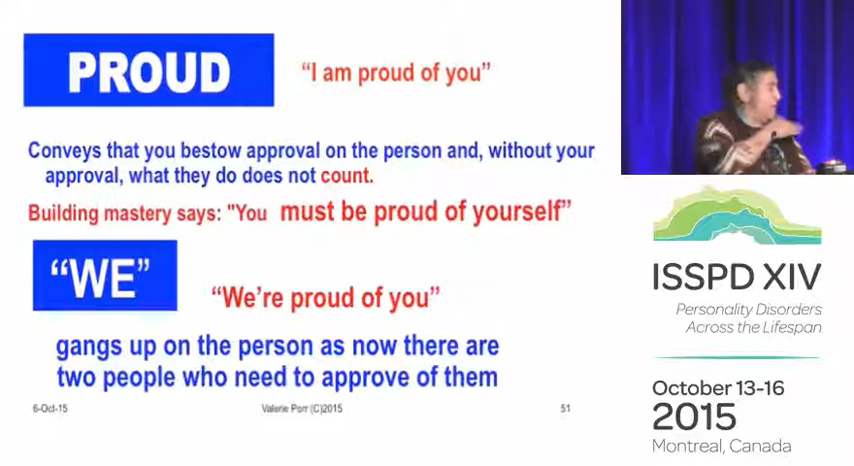 PROUD
“I am proud of you”
Conveys that you bestow approval on the person and, without your
approval, what they do does not count.
Building mastery says: "You must be proud of yourself”
“WE”
“We’re proud of you”
gangs up on the person as now there are
two people who need to approve of them
6-Oct-15
Valerie Porr (C)2015
51
ISSPD XIV
Personality Disorders
Across the Lifespan
October 13-16
2015
Montreal, Canada